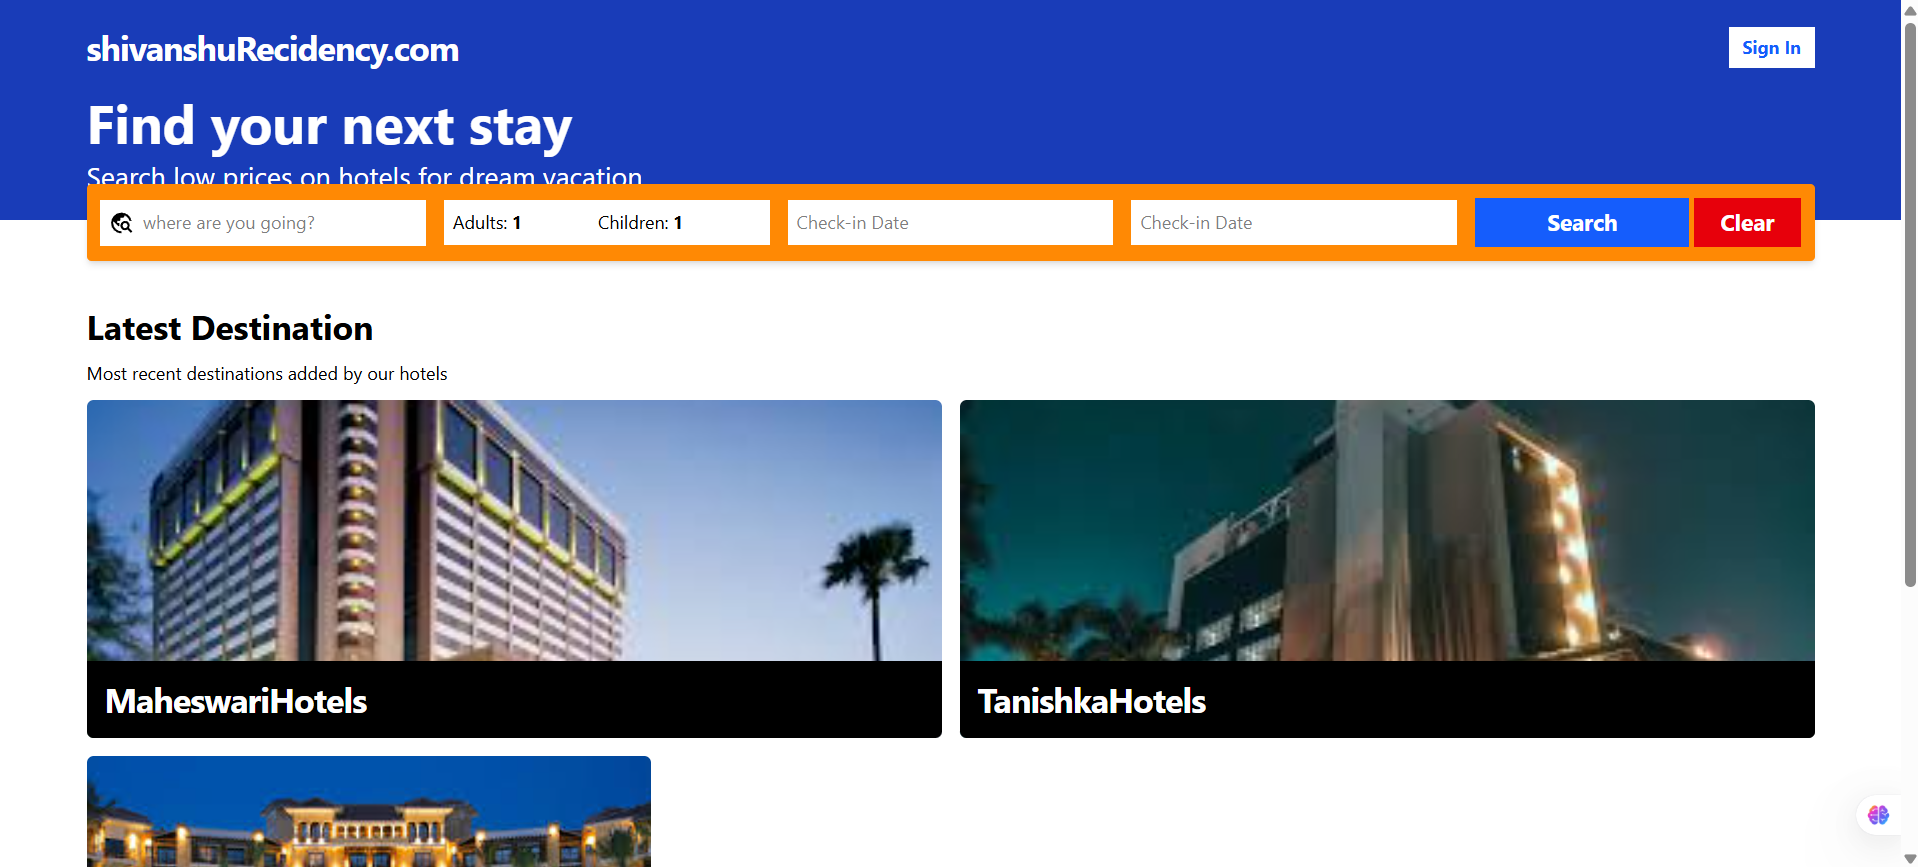 shivanshuRecidency.com
Sign In
Find your next stay
Search low prices on hotels for dream vacation
where are you going?
Adults: 1 Children: 1
Check-in Date
Check-in Date
Search
Clear
Latest Destination
Most recent destinations added by our hotels
MaheswariHotels
TanishkaHotels